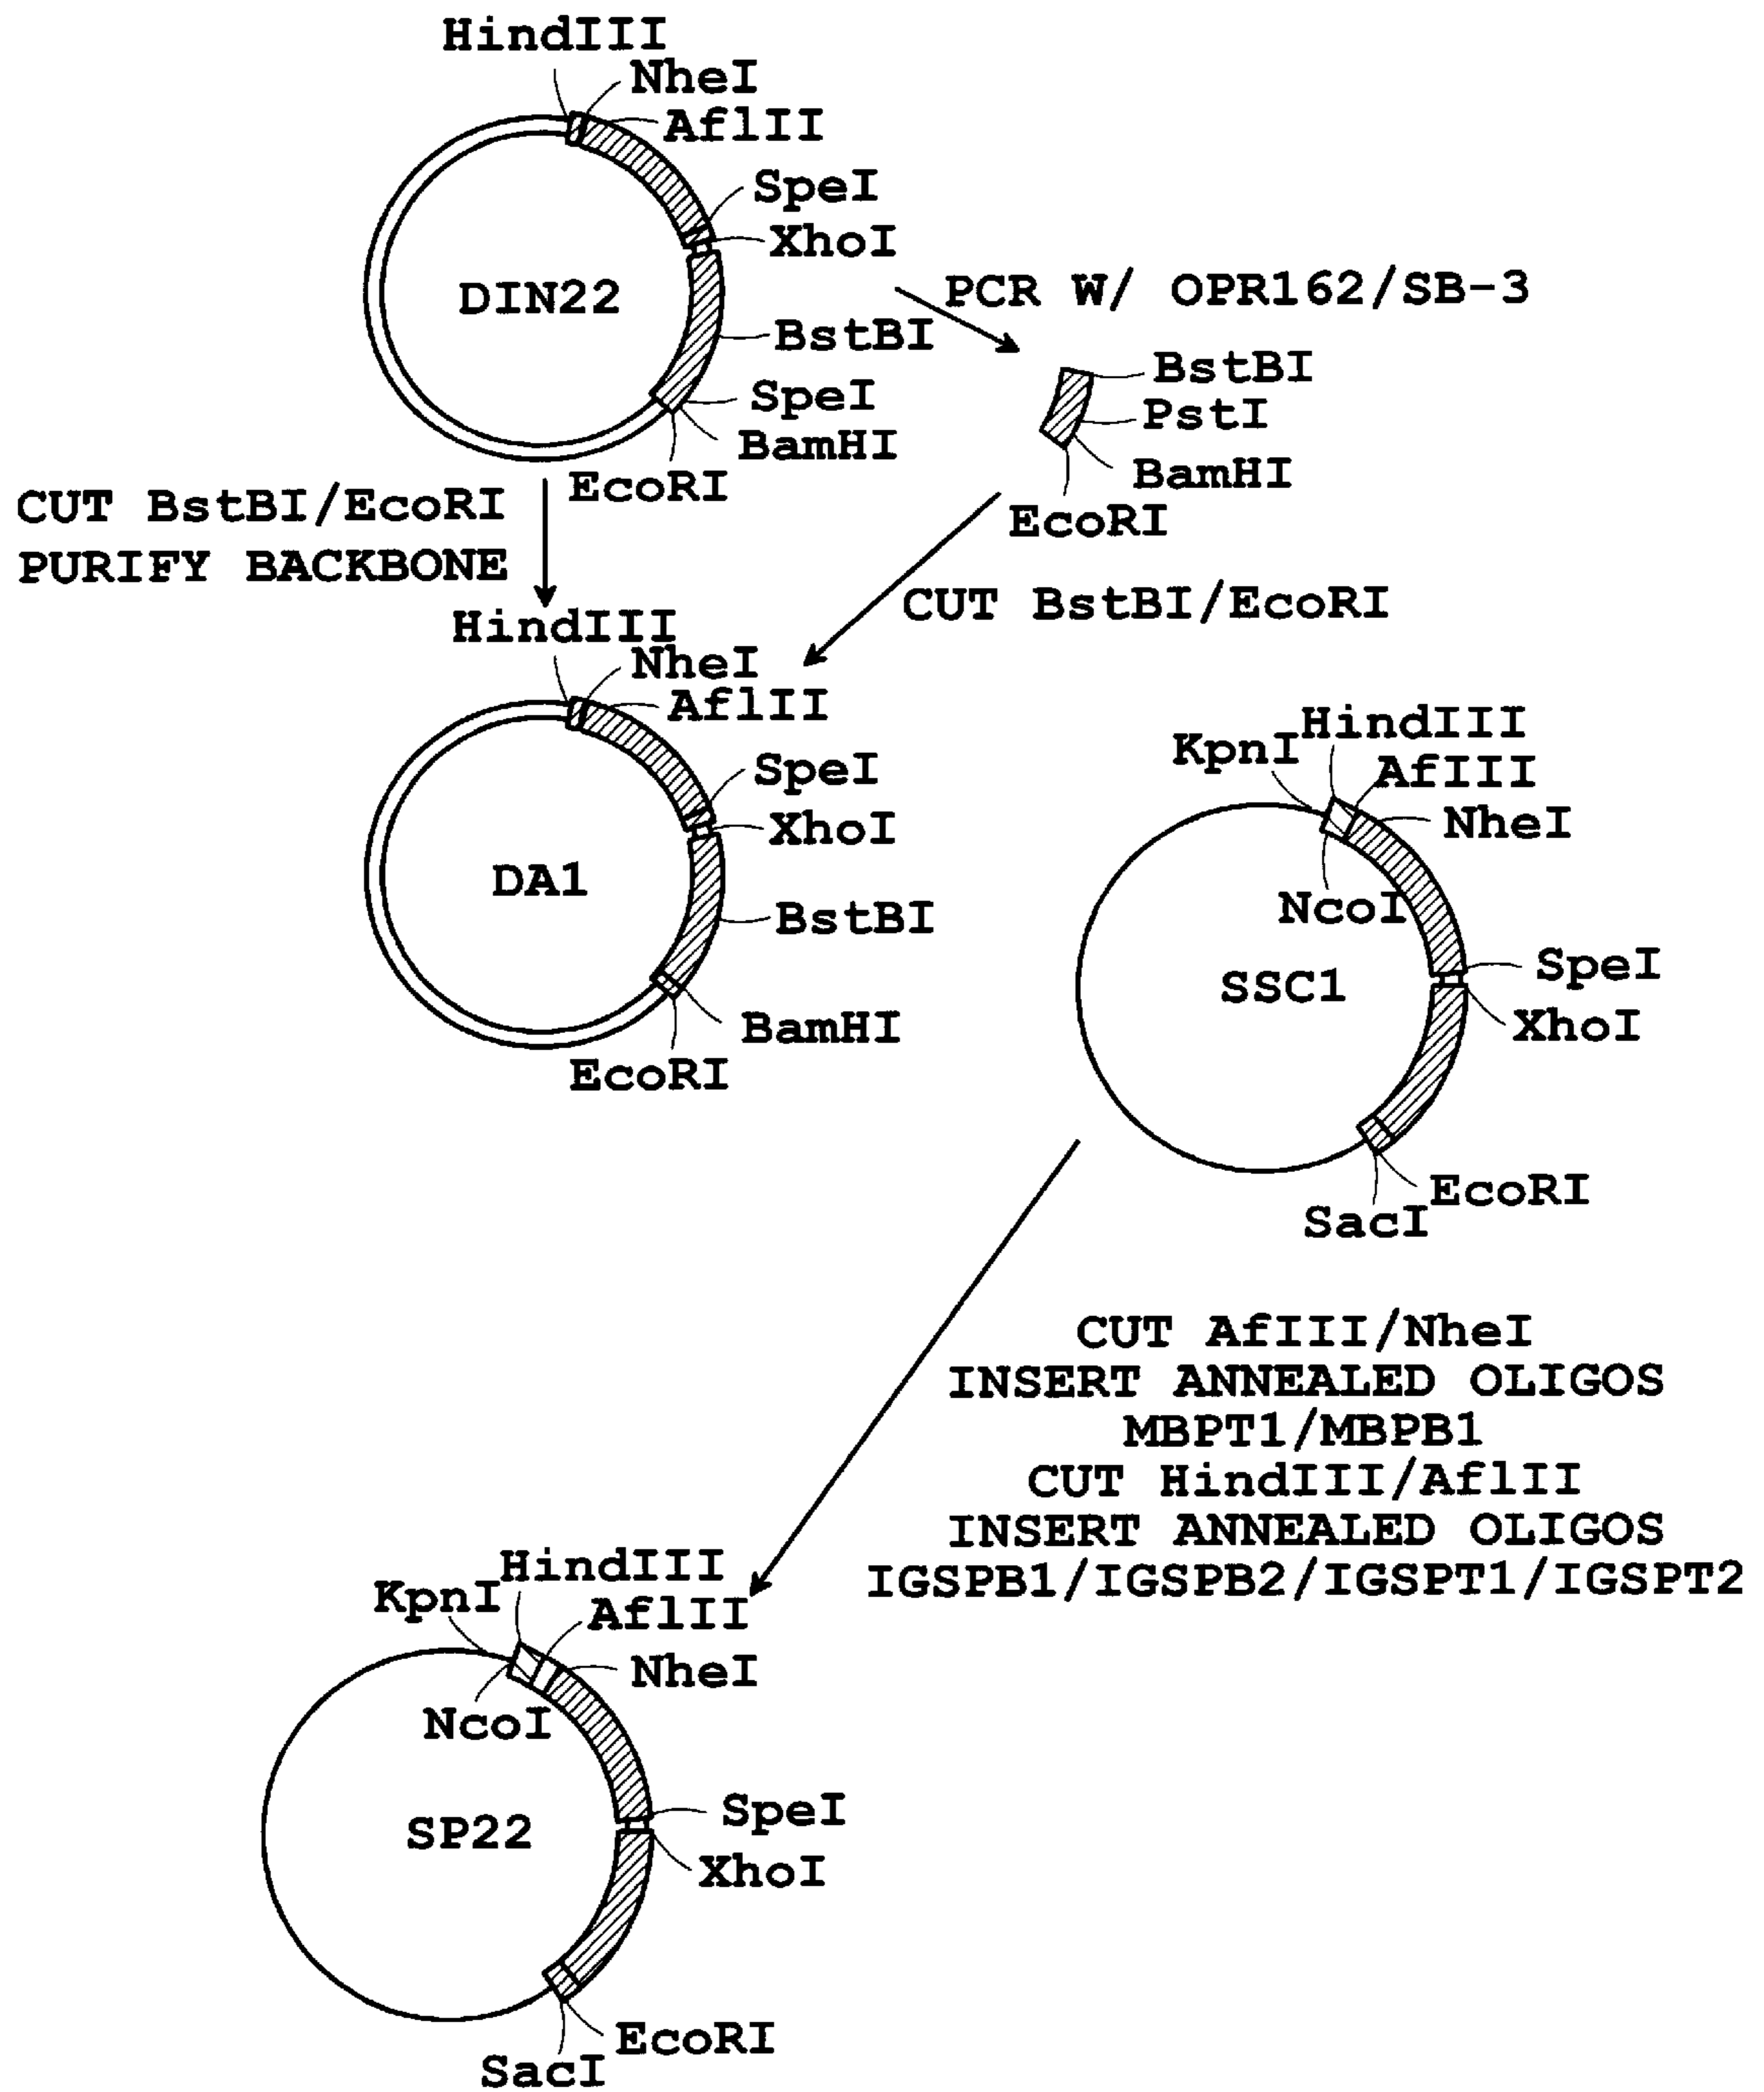 HindIII
NheI
AflII
SpeI
XhoI
DIN22
PCR W/ OPR162/SB-3
BstBI
SpeI
BamHI
EcoRI
BstBI
PstI
BamHI
EcoRI
CUT BstBI/EcoRI
PURIFY BACKBONE
CUT BstBI/EcoRI
HindIII
NheI
AflII
SpeI
XhoI
DA1
BstBI
BamHI
EcoRI
HindIII
KpnI
AfIII
NheI
NcoI
SpeI
SSC1
XhoI
EcoRI
SacI
CUT AfIII/NheI
INSERT ANNEALED OLIGOS
MBPT1/MBPB1
CUT HindIII/AflII
INSERT ANNEALED OLIGOS
IGSPB1/IGSPB2/IGSPT1/IGSPT2
HindIII
KpnI
AflII
NheI
NcoI
SpeI
SP22
XhoI
EcoRI
SacI